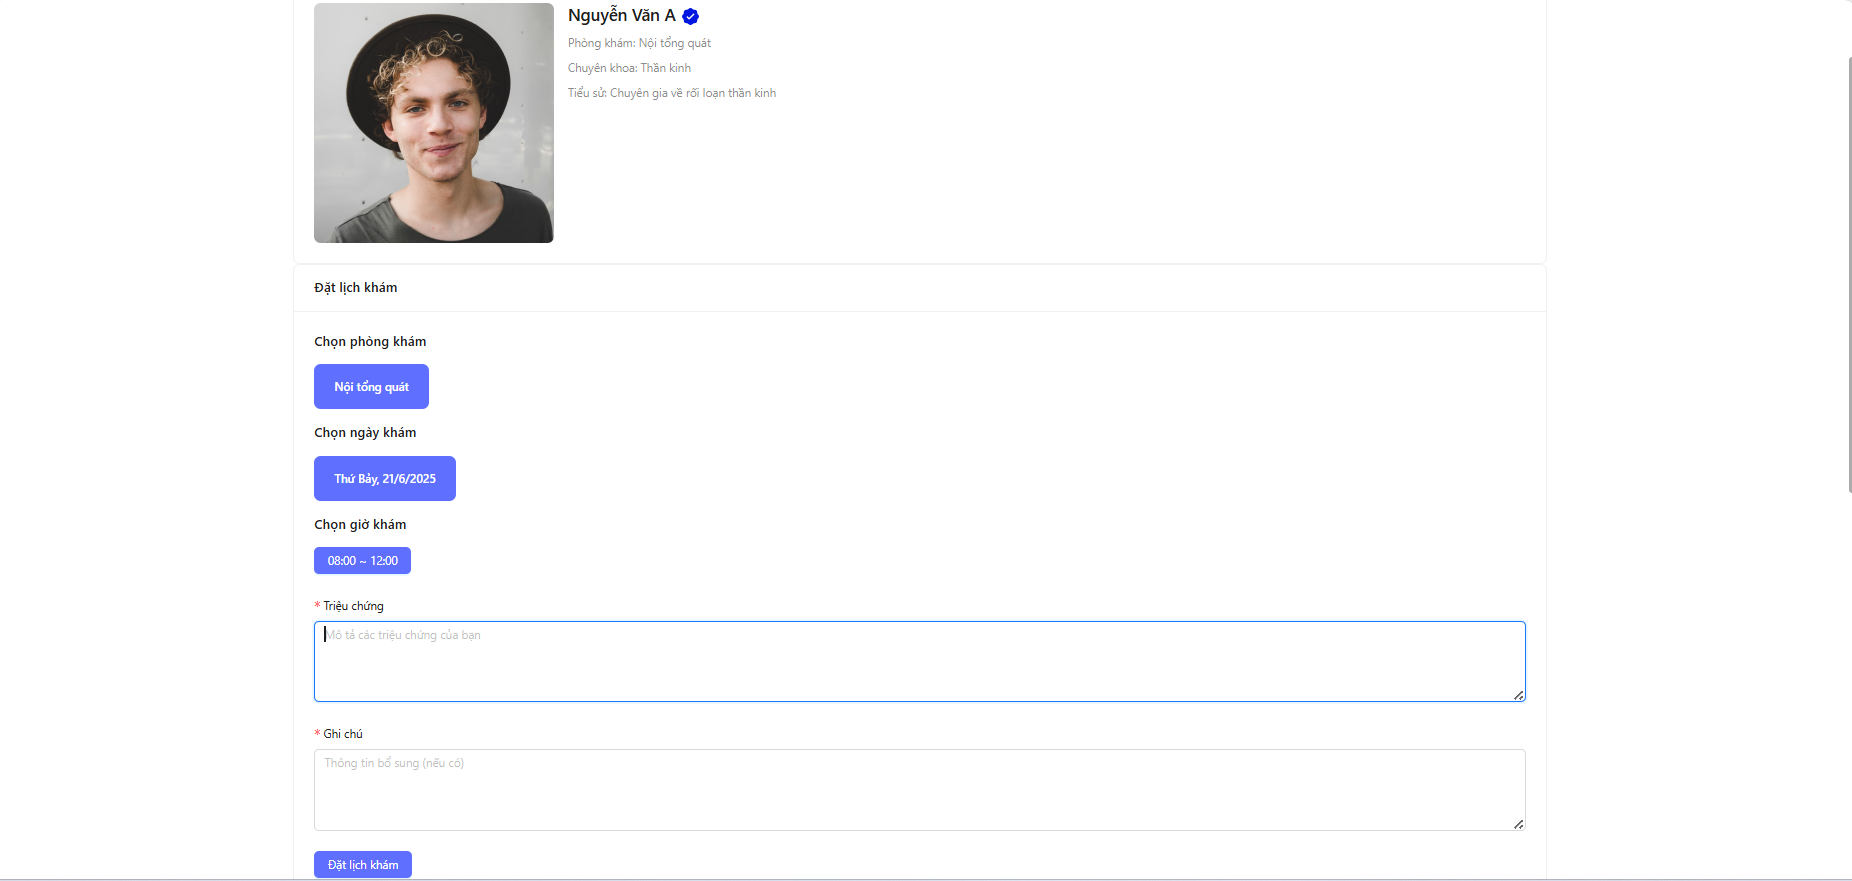 Nguyễn Văn A
Phòng khám: Nội tổng quát
Chuyên khoa: Thần kinh
Tiểu sử: Chuyên gia về rối loạn thần kinh
Đặt lịch khám
Chọn phòng khám
Nội tổng quát
Chọn ngày khám
Thứ Bảy, 21/6/2025
Chọn giờ khám
08:00 ~ 12:00
* Triệu chứng
Mô tả các triệu chứng của bạn
* Ghi chú
Thông tin bổ sung (nếu có)
Đặt lịch khám